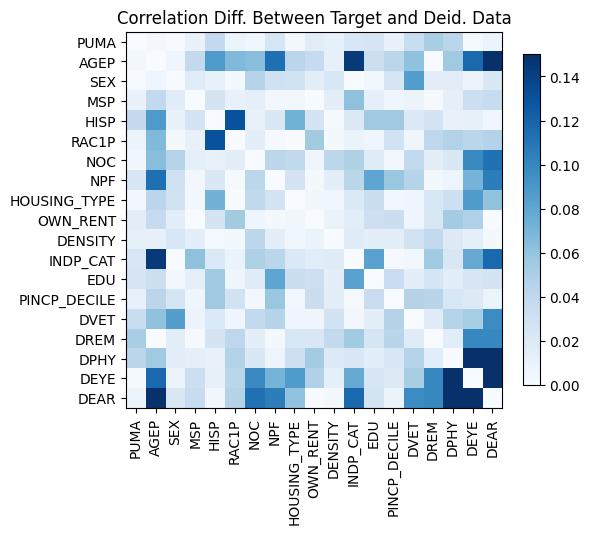 Correlation Diff. Between Target and Deid. Data
PUMA
AGEP
SEX
MSP
HISP
RAC1P
NOC
NPF
HOUSING_TYPE
OWN_RENT
DENSITY
INDP_CAT
EDU
PINCP_DECILE
DVET
DREM
DPHY
DEYE
DEAR
PUMA
AGEP
SEX
MSP
HISP
RAC1P
NOC
NPF
HOUSING_TYPE
OWN_RENT
DENSITY
INDP_CAT
EDU
PINCP_DECILE
DVET
DREM
DPHY
DEYE
DEAR
0.14
0.12
0.10
0.08
0.06
0.04
0.02
0.00